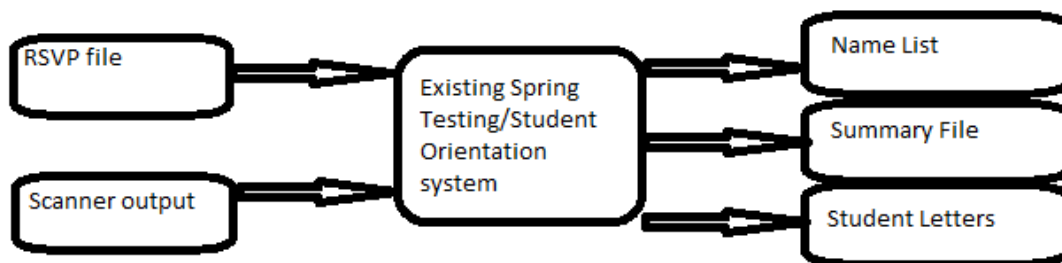 RSVP file
Scanner output
Existing Spring
Testing/Student
Orientation
system
Name List
Summary File
Student Letters